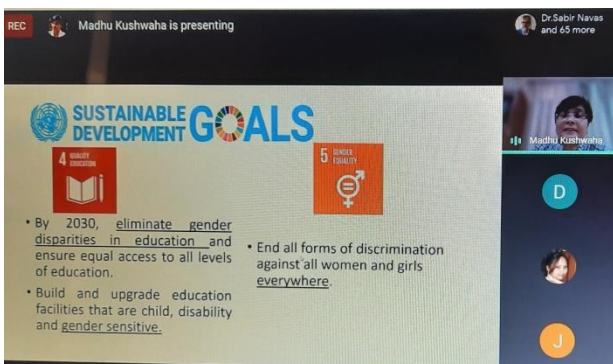 REC
Madhu Kushwaha is presenting
Dr.Sabir Navas
and 65 more
SUSTAINABLE
DEVELOPMENT
GOALS
4 QUALITY
EDUCATION
5 GENDER
EQUALITY
• By 2030, eliminate gender
disparities in education and
ensure equal access to all levels
of education.
• Build and upgrade education
facilities that are child, disability
and gender sensitive.
• End all forms of discrimination
against all women and girls
everywhere.
Madhu Kushwaha
D
J